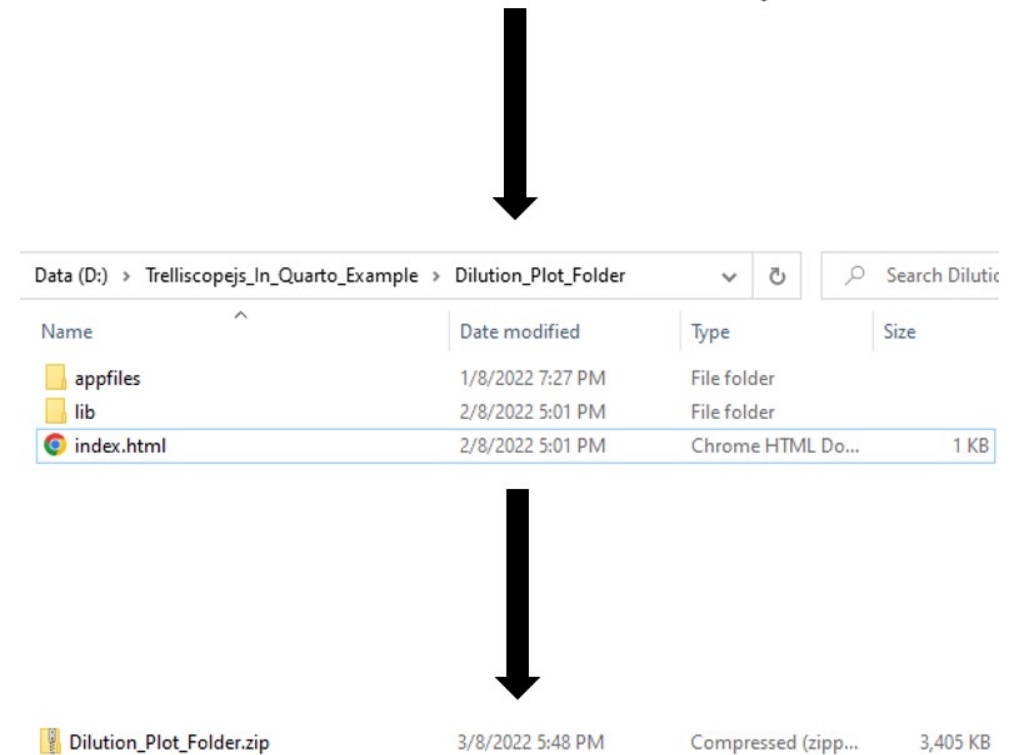 Data (D:) > Trelliscopejs_In_Quarto_Example > Dilution_Plot_Folder Search Dilutic
Name Date modified Type Size
appfiles 1/8/2022 7:27 PM File folder
lib 2/8/2022 5:01 PM File folder
index.html 2/8/2022 5:01 PM Chrome HTML Do... 1 KB
Dilution_Plot_Folder.zip 3/8/2022 5:48 PM Compressed (zipp... 3,405 KB